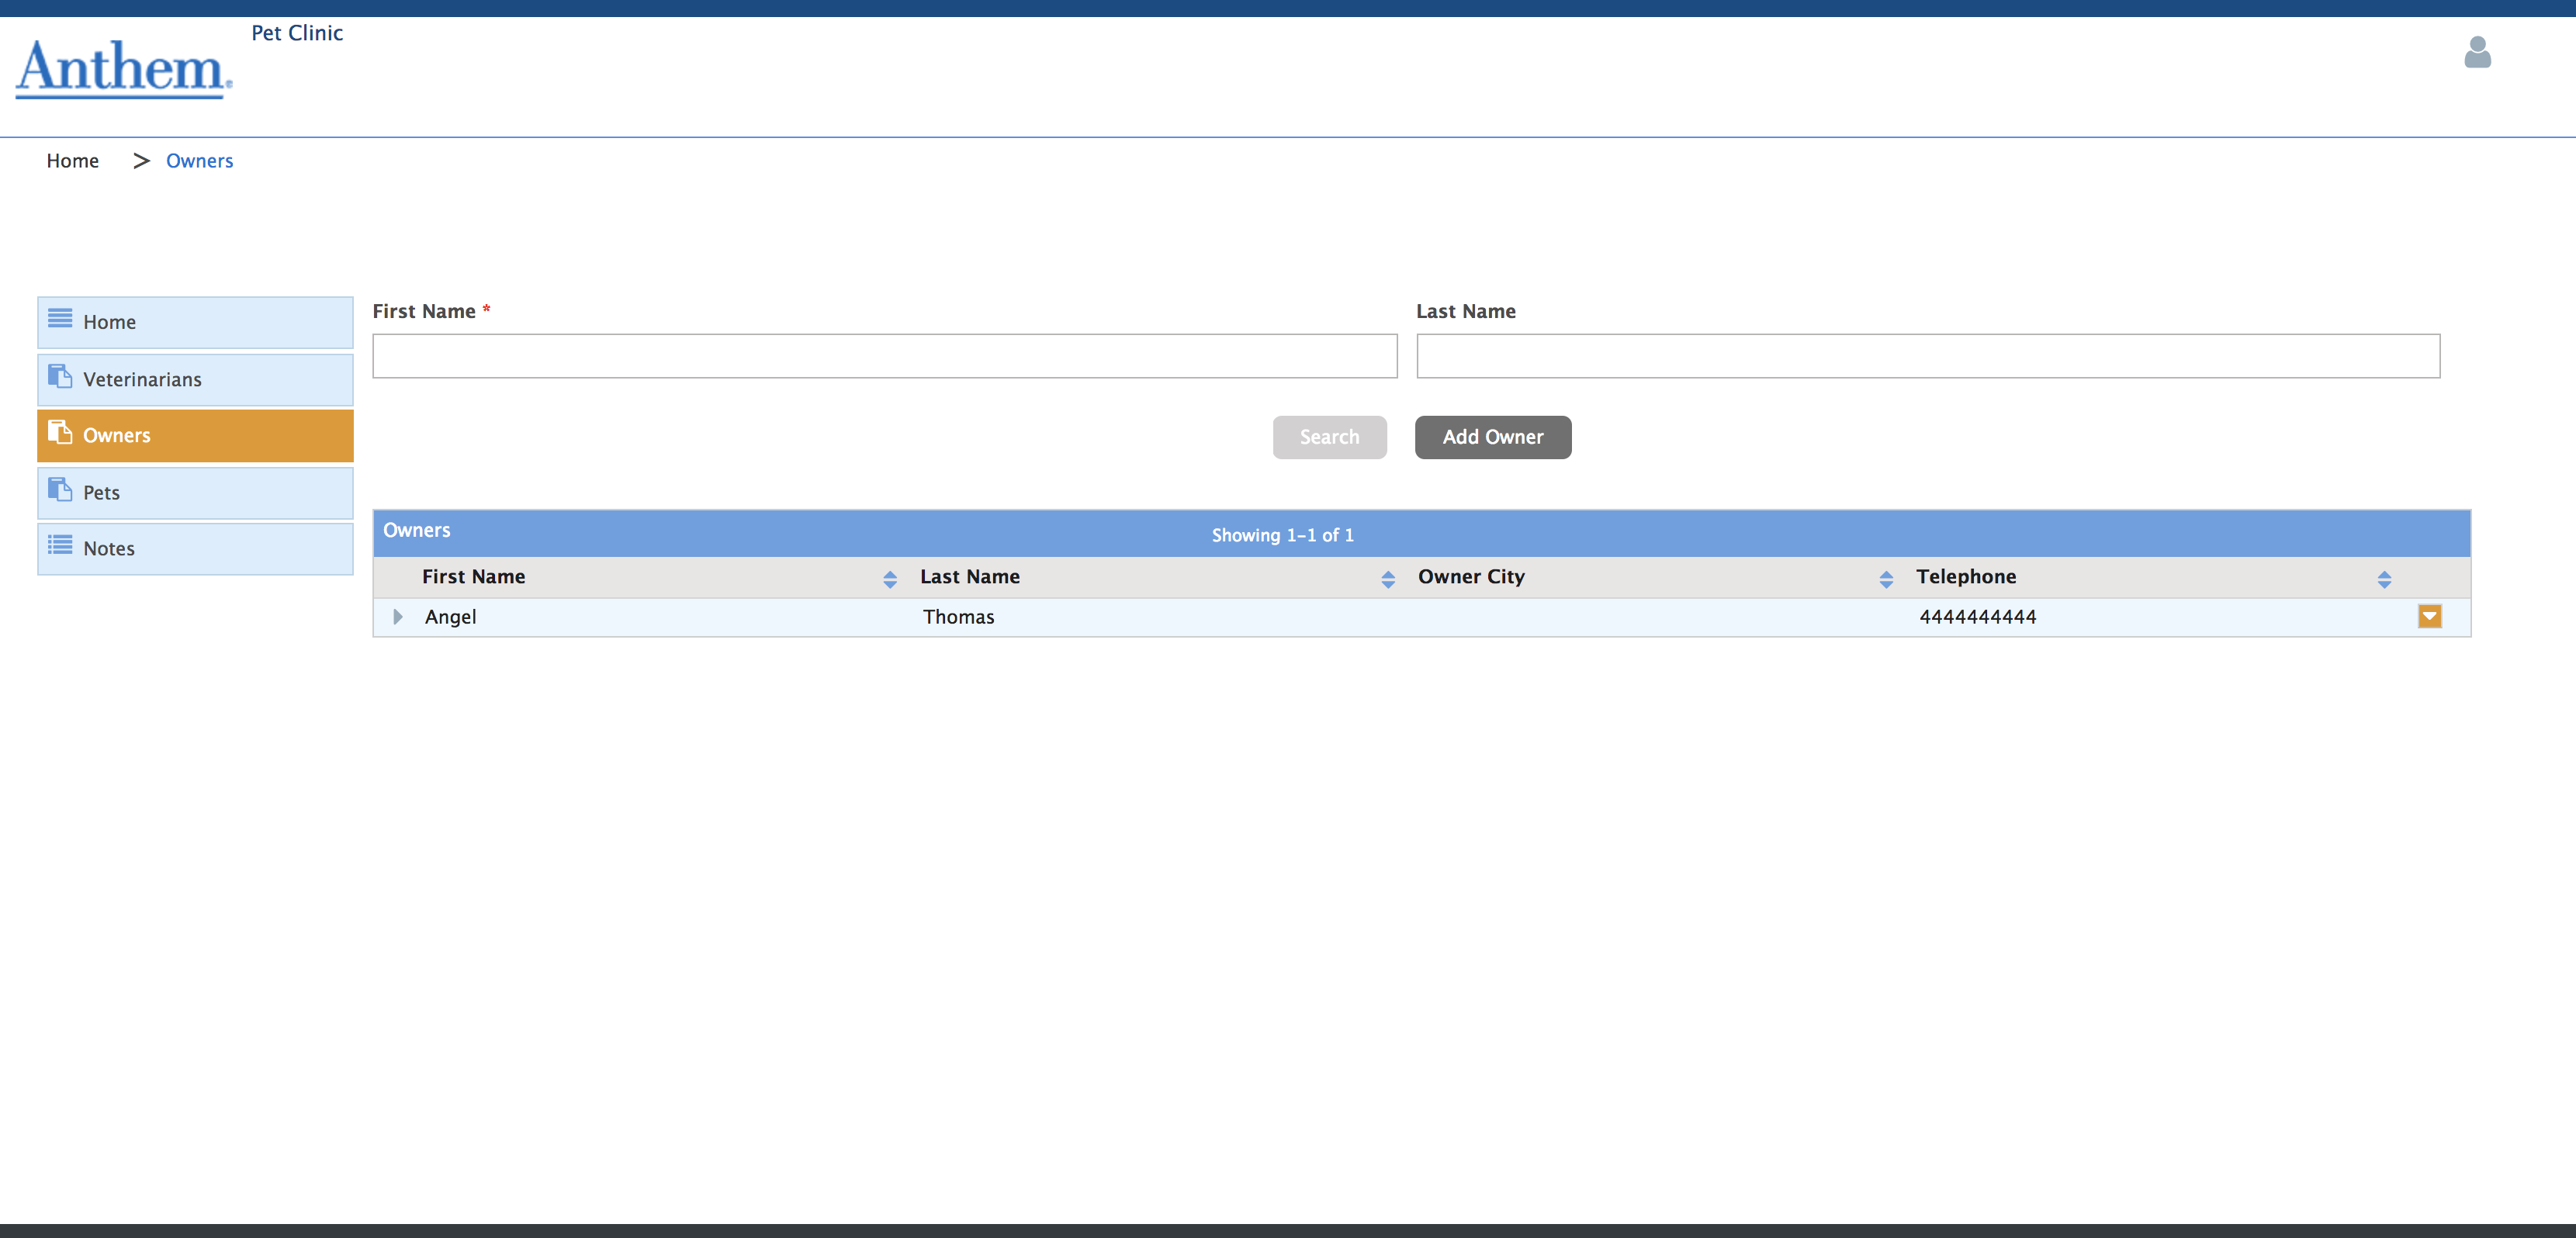 Pet Clinic
Anthem
Home > Owners
Home
Veterinarians
Owners
Pets
Notes
First Name * Last Name
Search Add Owner
Owners Showing 1-1 of 1
First Name Last Name Owner City Telephone
Angel Thomas 4444444444